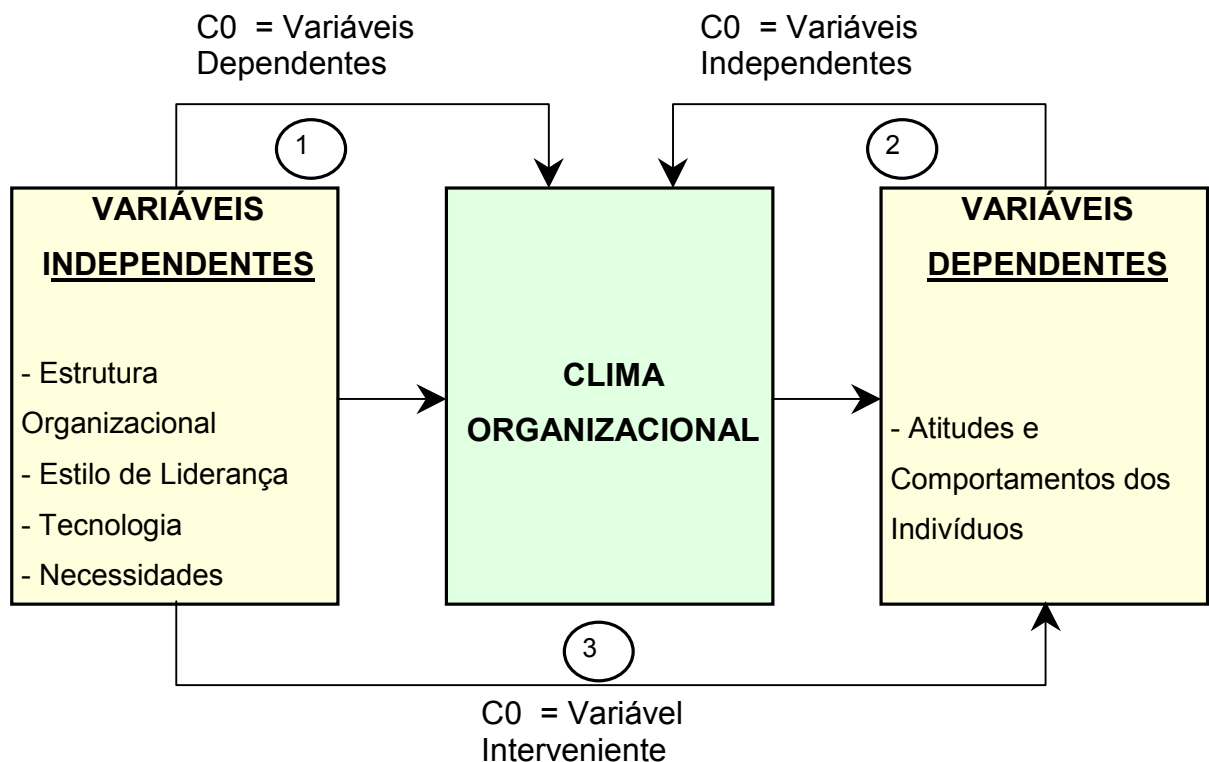 C0 = Variáveis
Dependentes
C0 = Variáveis
Independentes
1
2
VARIÁVEIS
INDEPENDENTES
- Estrutura
Organizacional
- Estilo de Liderança
- Tecnologia
- Necessidades
CLIMA
ORGANIZACIONAL
VARIÁVEIS
DEPENDENTES
- Atitudes e
Comportamentos dos
Indivíduos
3
C0 = Variável
Interveniente